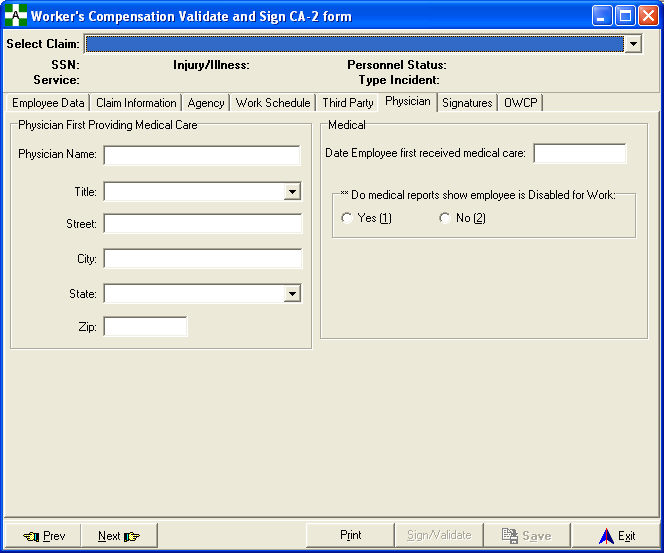 A Worker's Compensation Validate and Sign CA-2 form
Select Claim:
SSN: Injury/Illness: Personnel Status:
Service: Type Incident:
Employee Data Claim Information Agency Work Schedule Third Party Physician Signatures OWCP
Physician First Providing Medical Care
Physician Name:
Title:
Street:
City:
State:
Zip:
Medical
Date Employee first received medical care:
** Do medical reports show employee is Disabled for Work:
Yes (1) No (2)
Prev Next Print Sign/Validate Save Exit